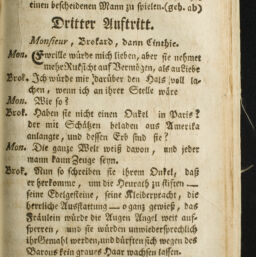 einen bescheidenen Mann zu spielen. (geh. ab)
Dritter Auftritt.
Monsieur, Brokard, dann Cinthie.
Mon. Cyrille würde mich lieben, aber sie nehmet
mehr Rücksicht auf Vermögen, als auf Liebe
Brok. Ich würde mir darüber den Hals voll la-
chen, wenn ich an ihrer Stelle wäre
Mon. Wie so?
Brok. Haben sie nicht einen Onkel in Paris?
der mit Schätzen beladen aus Amerika
anlangte, und dessen Erb sind sie?
Mon. Die ganze Welt weiß davon, und jeder
mann kann Zeuge seyn.
Brok. Nun so schreiben sie ihrem Onkel, daß
er herkomme, um die Heurath zu stiften —
seine Edelgesteine, seine Kleiderpracht, die
herrliche Ausstattung — o ganz gewiß, das
Fräulein würde die Augen Angel weit auf-
sperren, und sie würden unwiedersprechlich
ihr Gemahl werden, und dürften sich wegen des
Barons kein graues Haar wachsen lassen.